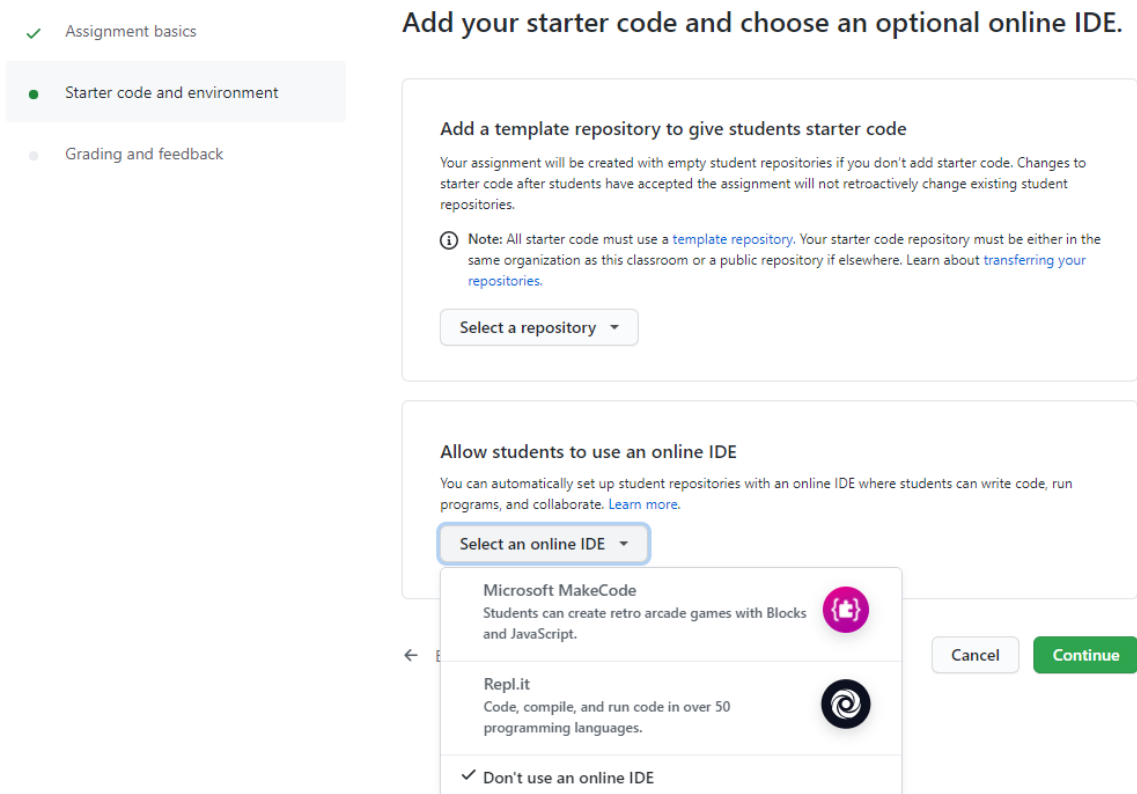 Assignment basics
Starter code and environment
Grading and feedback
Add your starter code and choose an optional online IDE.
Add a template repository to give students starter code
Your assignment will be created with empty student repositories if you don't add starter code. Changes to
starter code after students have accepted the assignment will not retroactively change existing student
repositories.
Note: All starter code must use a template repository. Your starter code repository must be either in the
same organization as this classroom or a public repository if elsewhere. Learn about transferring your
repositories.
Select a repository
Allow students to use an online IDE
You can automatically set up student repositories with an online IDE where students can write code, run
programs, and collaborate. Learn more.
Select an online IDE
Microsoft MakeCode
Students can create retro arcade games with Blocks
and JavaScript.
Repl.it
Code, compile, and run code in over 50
programming languages.
Don't use an online IDE
Cancel
Continue